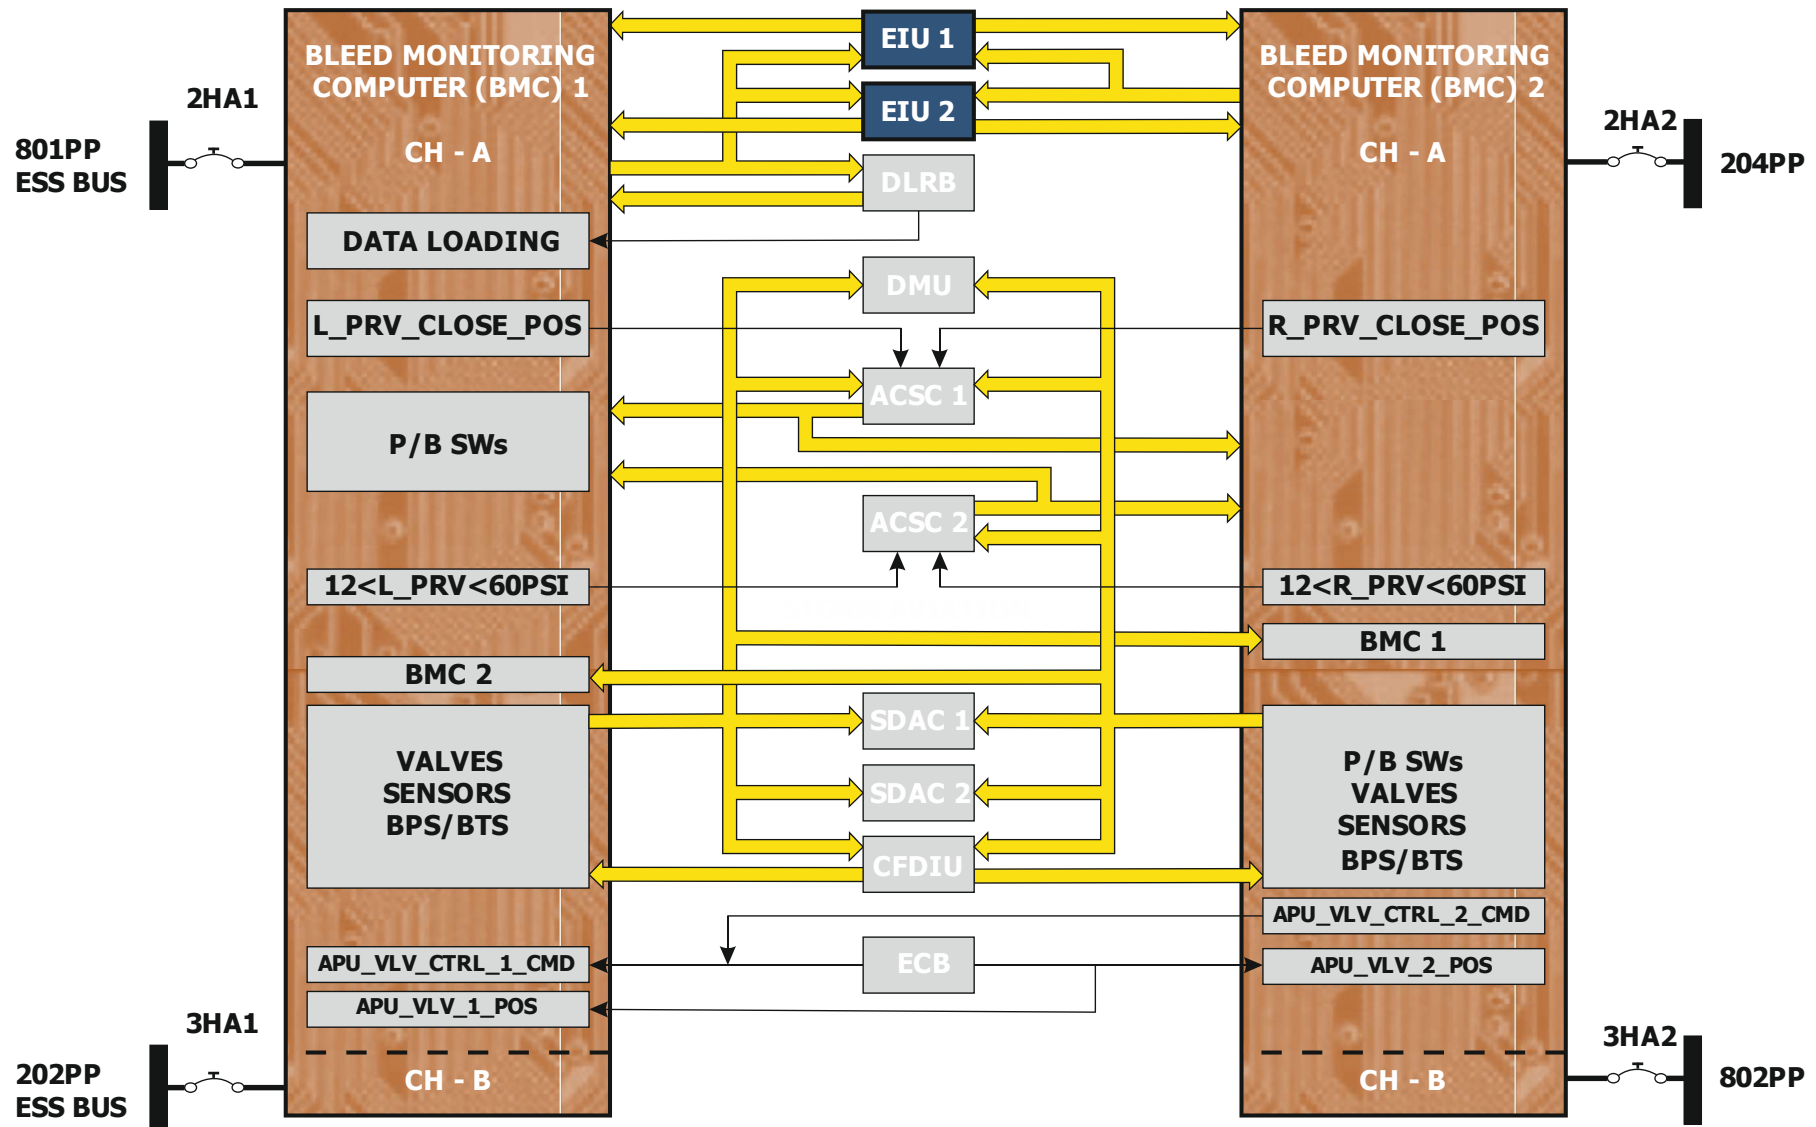 2HA1
801PP
ESS BUS
BLEED MONITORING
COMPUTER (BMC) 1
CH - A
DATA LOADING
L_PRV_CLOSE_POS
P/B SWs
12<L_PRV<60PSI
BMC 2
VALVES
SENSORS
BPS/BTS
APU_VLV_CTRL_1_CMD
APU_VLV_1_POS
CH - B
3HA1
202PP
ESS BUS
EIU 1
EIU 2
DLRB
DMU
ACSC 1
ACSC 2
SDAC 1
SDAC 2
CFDIU
ECB
BLEED MONITORING
COMPUTER (BMC) 2
CH - A
R_PRV_CLOSE_POS
12<R_PRV<60PSI
BMC 1
P/B SWs
VALVES
SENSORS
BPS/BTS
APU_VLV_CTRL_2_CMD
APU_VLV_2_POS
CH - B
2HA2
204PP
3HA2
802PP